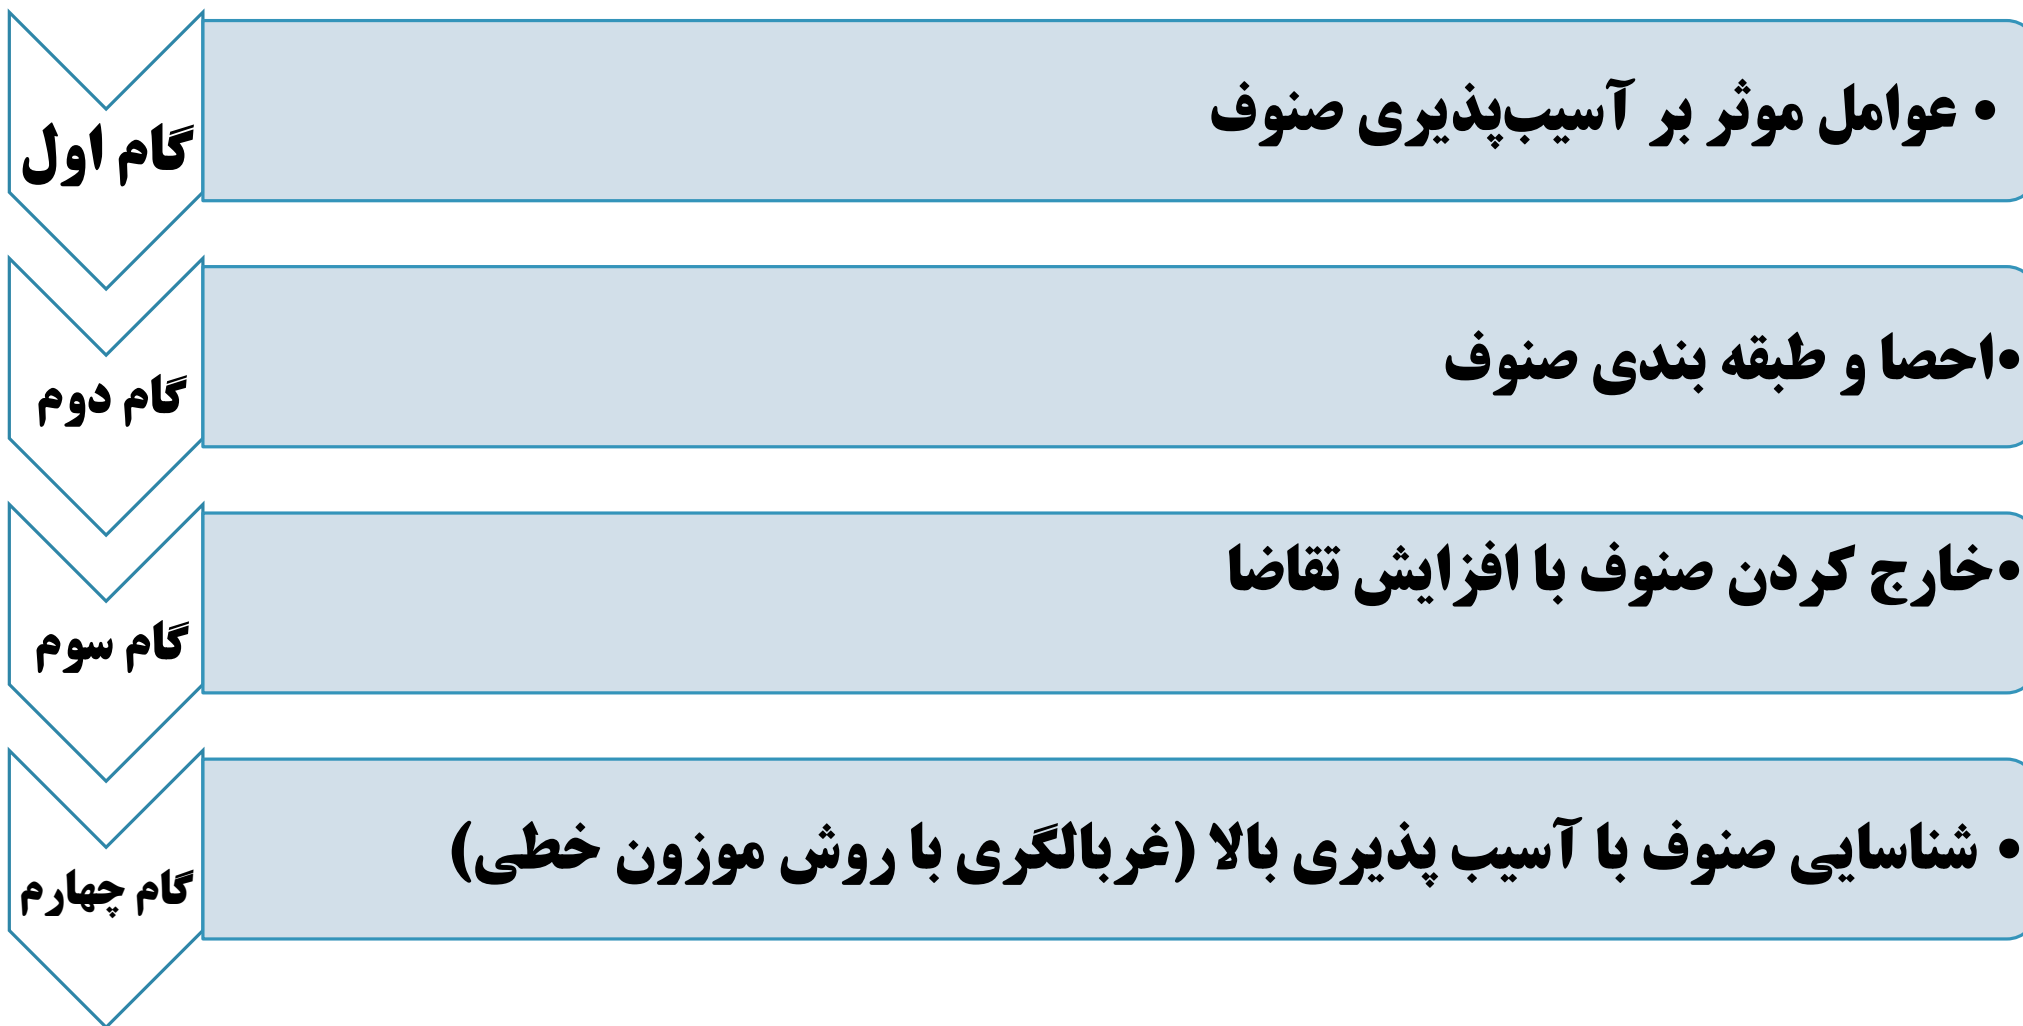 گام اول
• عوامل موثر بر آسیب‌پذیری صنوف
گام دوم
•احصا و طبقه بندی صنوف
گام سوم
•خارج کردن صنوف با افزایش تقاضا
گام چهارم
• شناسایی صنوف با آسیب پذیری بالا (غربالگری با روش موزون خطی)